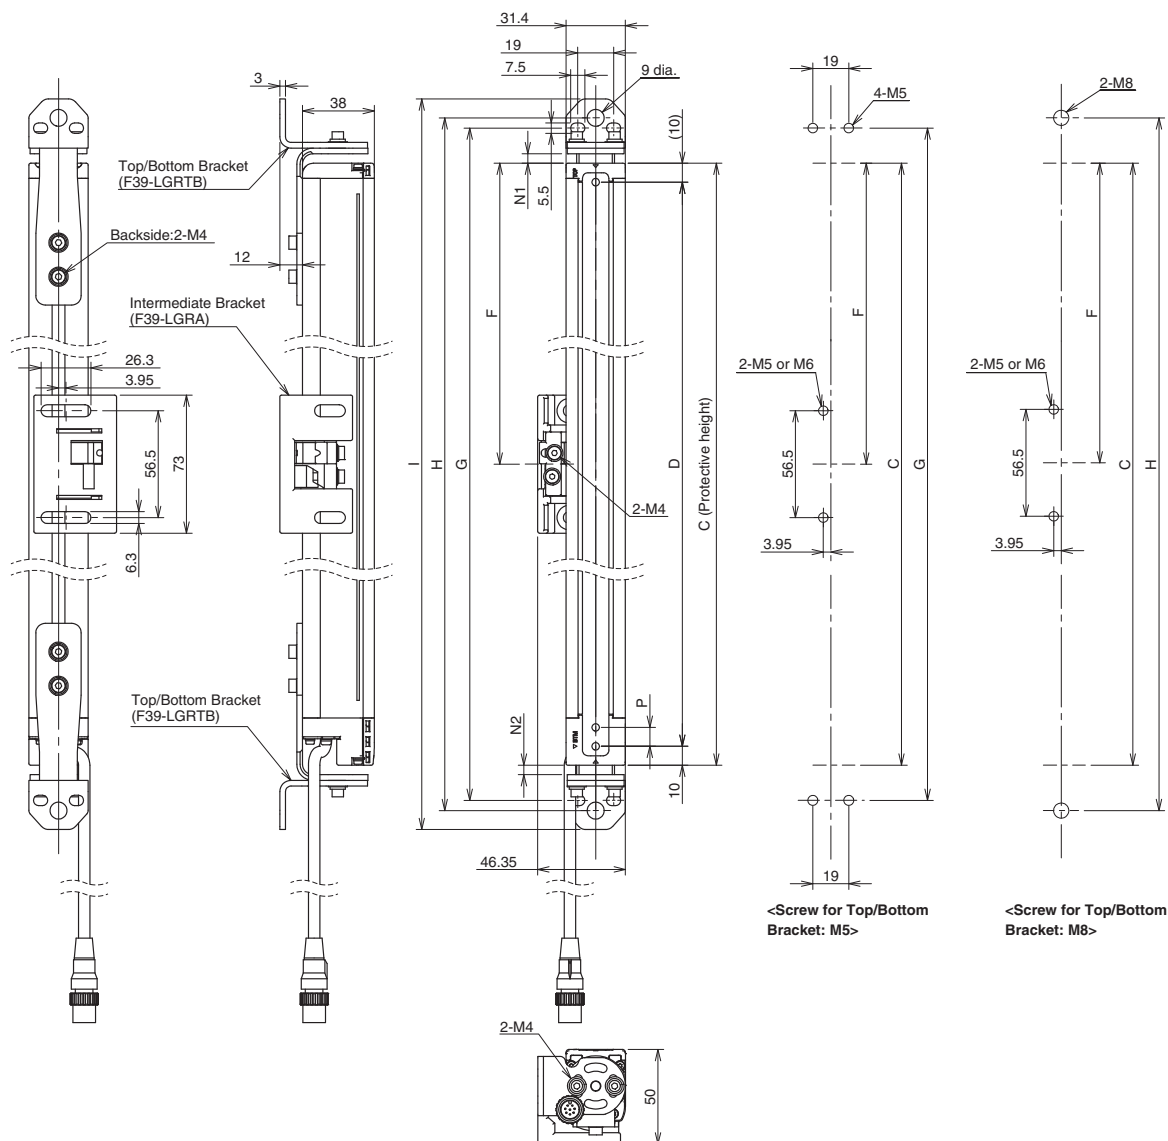 31.4
19
7.5
9 dia.
3
38
(10)
19
4-M5
2-M8
Top/Bottom Bracket
(F39-LGRTB)
N1
5.5
Backside:2-M4
12
Intermediate Bracket
(F39-LGRA)
F
F
F
26.3
3.95
2-M5 or M6
2-M5 or M6
56.5
73
I
H
G
D
C (Protective height)
56.5
C
G
56.5
C
H
2-M4
6.3
3.95
3.95
Top/Bottom Bracket
(F39-LGRTB)
N2
P
10
46.35
19
<Screw for Top/Bottom
Bracket: M5>
<Screw for Top/Bottom
Bracket: M8>
2-M4
50